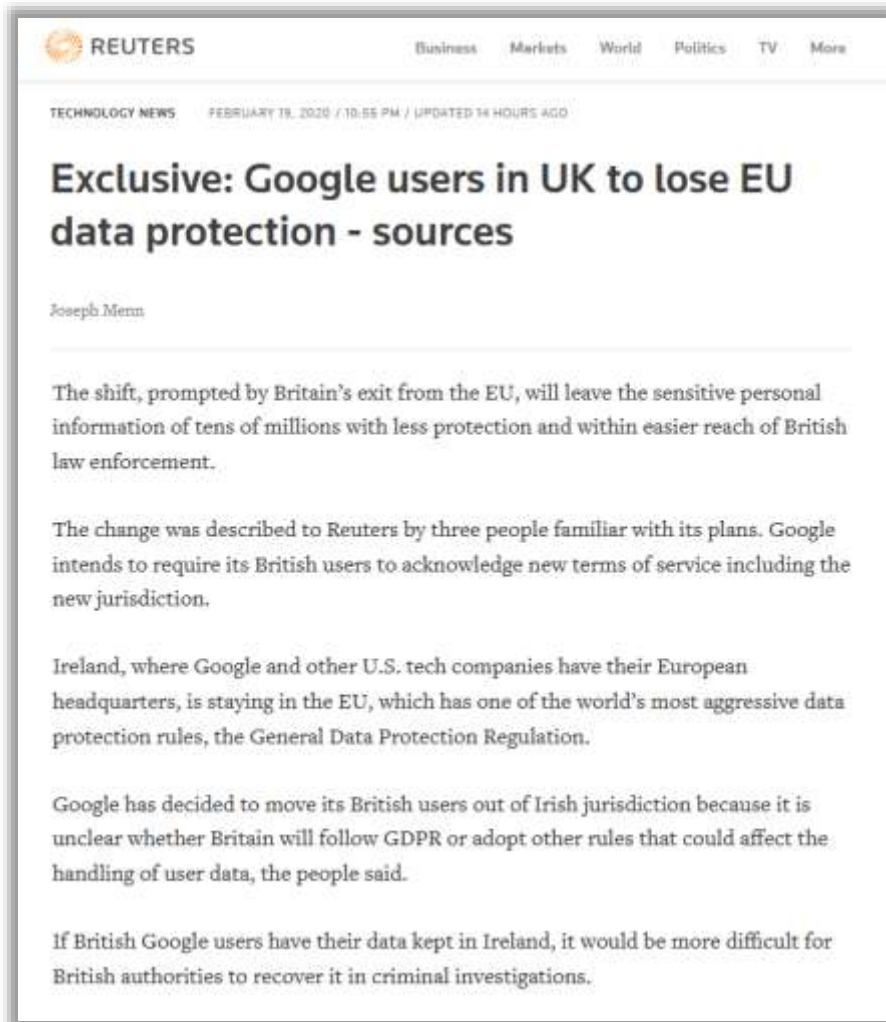 REUTERS
Business Markets World Politics TV More
TECHNOLOGY NEWS FEBRUARY 19, 2020 / 10:55 PM / UPDATED 14 HOURS AGO
Exclusive: Google users in UK to lose EU
data protection - sources
Joseph Menn
The shift, prompted by Britain's exit from the EU, will leave the sensitive personal
information of tens of millions with less protection and within easier reach of British
law enforcement.
The change was described to Reuters by three people familiar with its plans. Google
intends to require its British users to acknowledge new terms of service including the
new jurisdiction.
Ireland, where Google and other U.S. tech companies have their European
headquarters, is staying in the EU, which has one of the world's most aggressive data
protection rules, the General Data Protection Regulation.
Google has decided to move its British users out of Irish jurisdiction because it is
unclear whether Britain will follow GDPR or adopt other rules that could affect the
handling of user data, the people said.
If British Google users have their data kept in Ireland, it would be more difficult for
British authorities to recover it in criminal investigations.